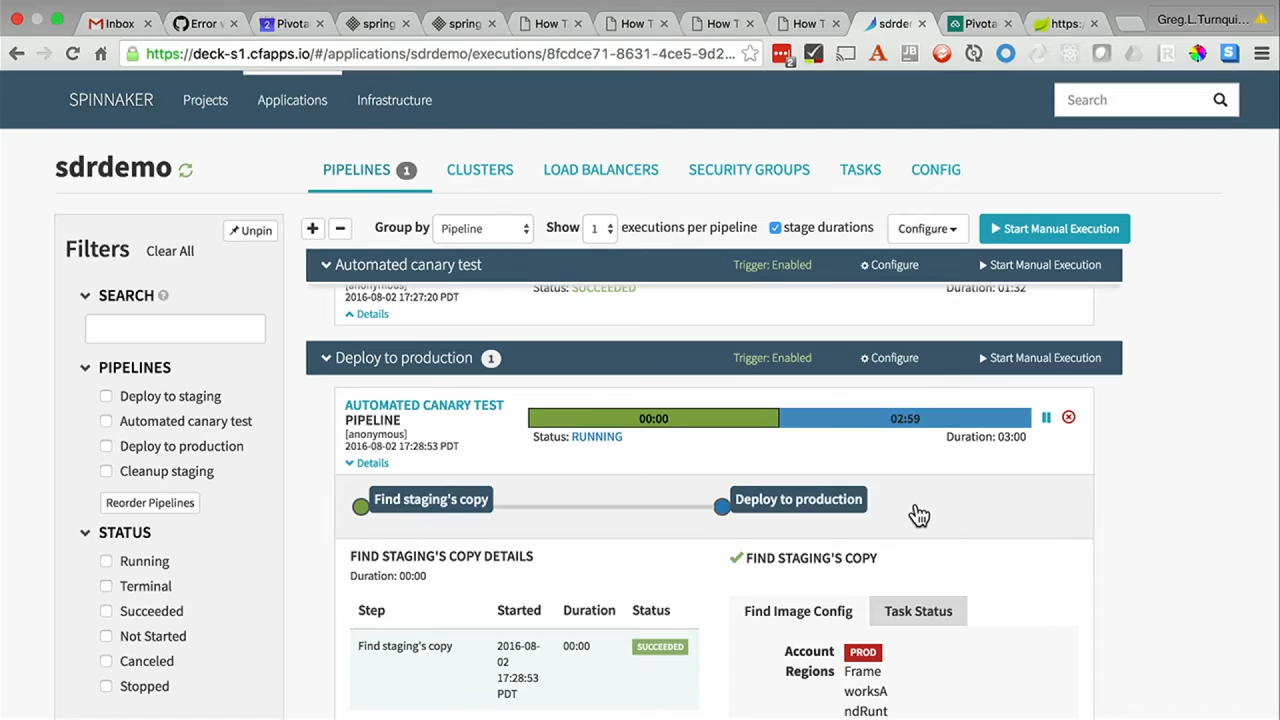 Inbox
Error v
Pivota
spring
spring
How T
How T
How T
How T
sdrde
Pivota
https:/
Greg.L.Turnqui...
https://deck-s1.cfapps.io/#/applications/sdrdemo/executions/8fcdce71-8631-4ce5-9d2...
SPINNAKER
Projects
Applications
Infrastructure
Search
sdrdemo
PIPELINES 1
CLUSTERS
LOAD BALANCERS
SECURITY GROUPS
TASKS
CONFIG
Unpin
Filters
Clear All
SEARCH
PIPELINES
Deploy to staging
Automated canary test
Deploy to production
Cleanup staging
Reorder Pipelines
STATUS
Running
Terminal
Succeeded
Not Started
Canceled
Stopped
+ −
Group by Pipeline
Show 1 executions per pipeline
stage durations
Configure
Start Manual Execution
Automated canary test
Trigger: Enabled
Configure
Start Manual Execution
[anonymous]
2016-08-02 17:27:20 PDT
Status: SUCCEEDED
Duration: 01:32
Details
Deploy to production 1
Trigger: Enabled
Configure
Start Manual Execution
AUTOMATED CANARY TEST
PIPELINE
[anonymous]
2016-08-02 17:28:53 PDT
00:00
02:59
Status: RUNNING
Duration: 03:00
Details
Find staging's copy
Deploy to production
FIND STAGING'S COPY DETAILS
Duration: 00:00
Step Started Duration Status
Find staging's copy
2016-08-
02
17:28:53
PDT
00:00
SUCCEEDED
FIND STAGING'S COPY
Find Image Config
Task Status
Account PROD
Regions Frame
worksA
ndRunt